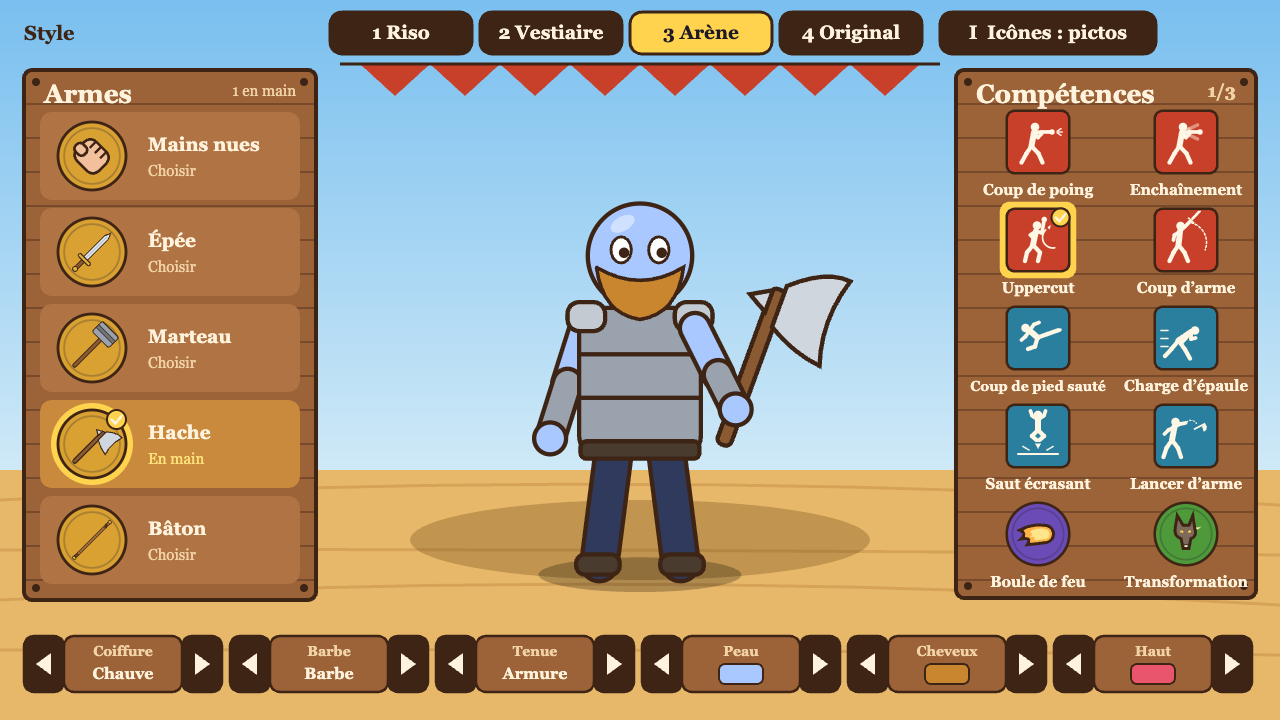 Style
1 Riso
2 Vestiaire
3 Arène
4 Original
I Icônes : pictos
Armes
1 en main
Mains nues
Choisir
Épée
Choisir
Marteau
Choisir
Hache
En main
Bâton
Choisir
Compétences
1/3
Coup de poing
Enchaînement
Uppercut
Coup d'arme
Coup de pied sauté
Charge d'épaule
Saut écrasant
Lancer d'arme
Boule de feu
Transformation
Coiffure
Chauve
Barbe
Barbe
Tenue
Armure
Peau
Cheveux
Haut